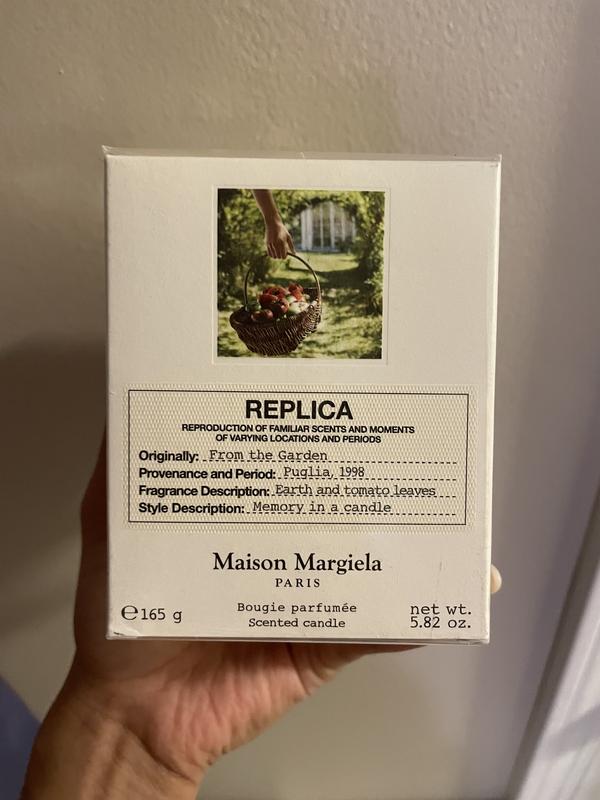 REPLICA
REPRODUCTION OF FAMILIAR SCENTS AND MOMENTS
OF VARYING LOCATIONS AND PERIODS
Originally: From the Garden
Provenance and Period: Puglia, 1998
Fragrance Description: Earth and tomato leaves
Style Description: Memory in a candle
Maison Margiela
PARIS
℮165 g
Bougie parfumée
Scented candle
net wt.
5.82 oz.